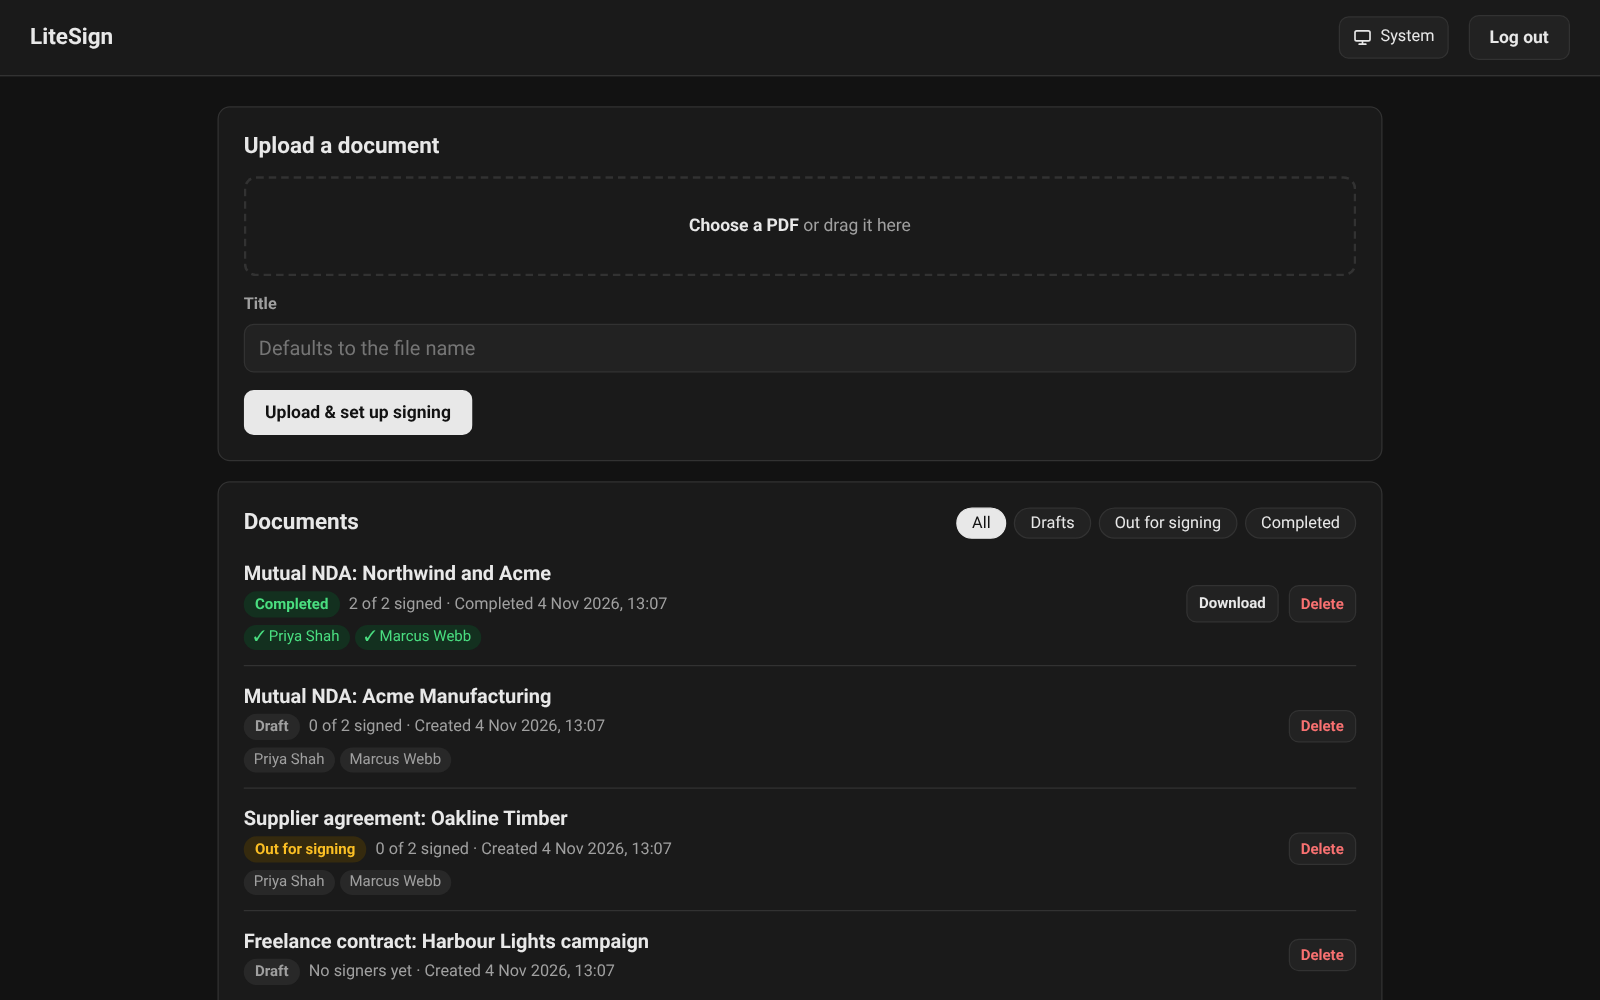 LiteSign
System
Log out
Upload a document
Choose a PDF or drag it here
Title
Defaults to the file name
Upload & set up signing
Documents
All
Drafts
Out for signing
Completed
Mutual NDA: Northwind and Acme
Completed 2 of 2 signed · Completed 4 Nov 2026, 13:07
✓ Priya Shah ✓ Marcus Webb
Download
Delete
Mutual NDA: Acme Manufacturing
Draft 0 of 2 signed · Created 4 Nov 2026, 13:07
Priya Shah Marcus Webb
Delete
Supplier agreement: Oakline Timber
Out for signing 0 of 2 signed · Created 4 Nov 2026, 13:07
Priya Shah Marcus Webb
Delete
Freelance contract: Harbour Lights campaign
Draft No signers yet · Created 4 Nov 2026, 13:07
Delete